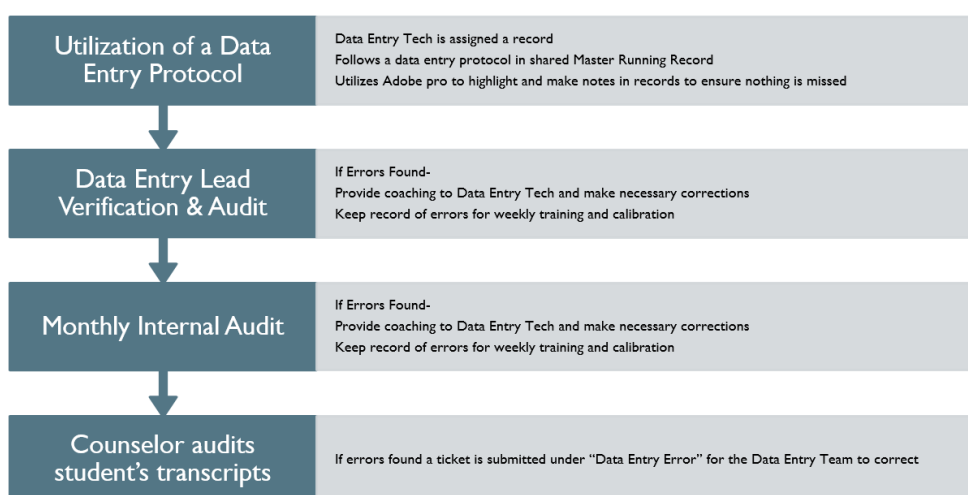 Utilization of a Data
Entry Protocol
Data Entry Tech is assigned a record
Follows a data entry protocol in shared Master Running Record
Utilizes Adobe pro to highlight and make notes in records to ensure nothing is missed
Data Entry Lead
Verification & Audit
If Errors Found-
Provide coaching to Data Entry Tech and make necessary corrections
Keep record of errors for weekly training and calibration
Monthly Internal Audit
If Errors Found-
Provide coaching to Data Entry Tech and make necessary corrections
Keep record of errors for weekly training and calibration
Counselor audits
student's transcripts
If errors found a ticket is submitted under “Data Entry Error” for the Data Entry Team to correct